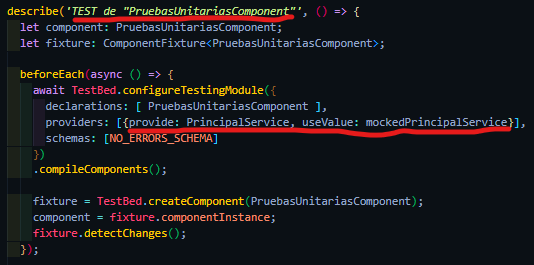 describe('TEST de "PruebasUnitariasComponent"', () => {
let component: PruebasUnitariasComponent;
let fixture: ComponentFixture<PruebasUnitariasComponent>;
beforeEach(async () => {
await TestBed.configureTestingModule({
declarations: [ PruebasUnitariasComponent ],
providers: [{provide: PrincipalService, useValue: mockedPrincipalService}],
schemas: [NO_ERRORS_SCHEMA]
})
.compileComponents();
fixture = TestBed.createComponent(PruebasUnitariasComponent);
component = fixture.componentInstance;
fixture.detectChanges();
});